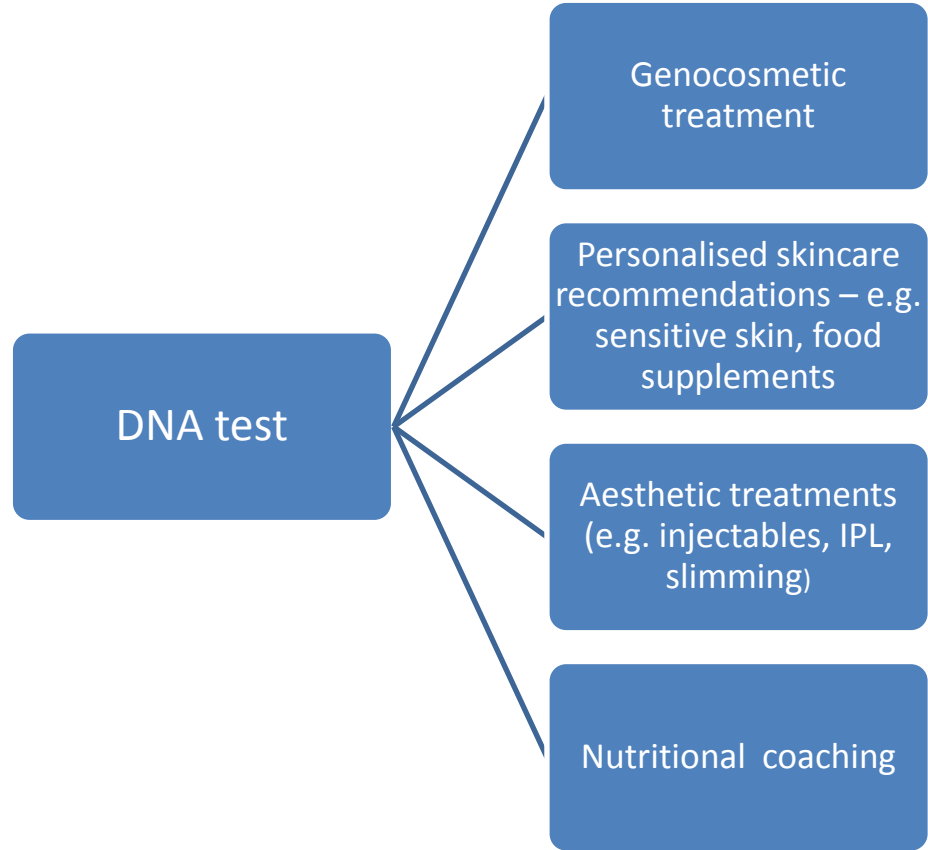 DNA test
Genocosmetic
treatment
Personalised skincare
recommendations – e.g.
sensitive skin, food
supplements
Aesthetic treatments
(e.g. injectables, IPL,
slimming)
Nutritional  coaching